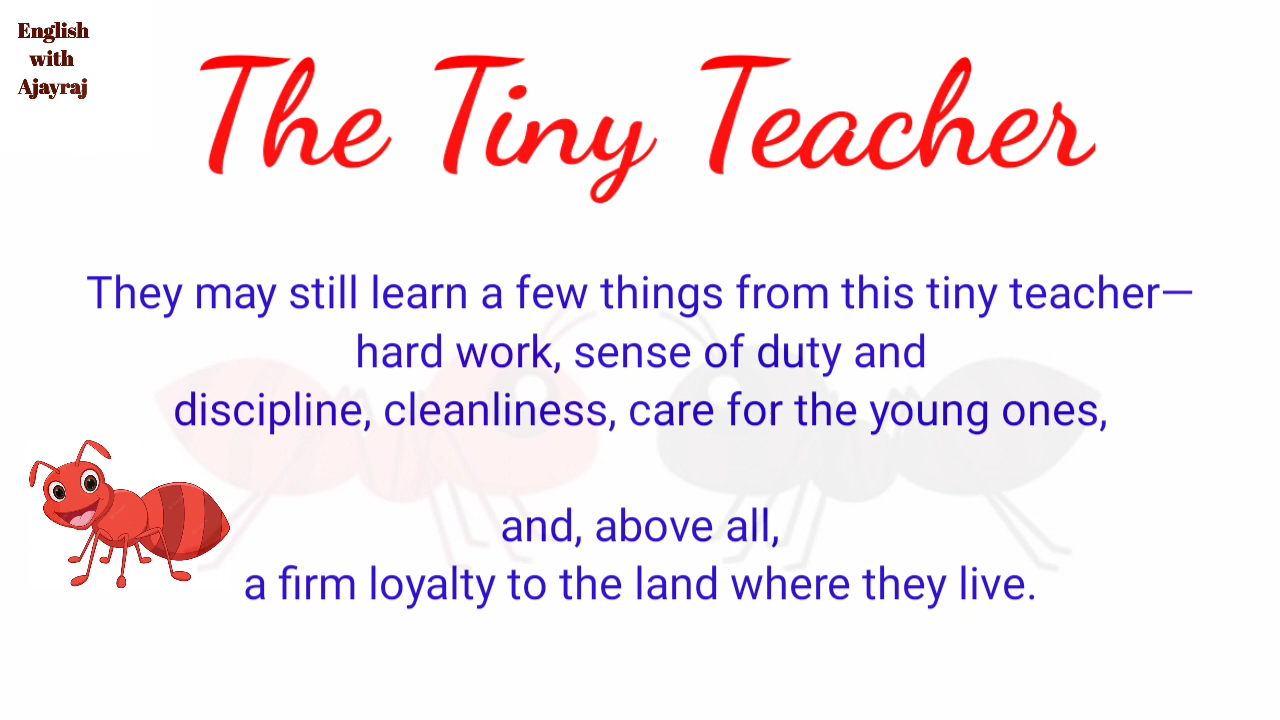 English
with
Ajayraj
The Tiny Teacher
They may still learn a few things from this tiny teacher—
hard work, sense of duty and
discipline, cleanliness, care for the young ones,
and, above all,
a firm loyalty to the land where they live.